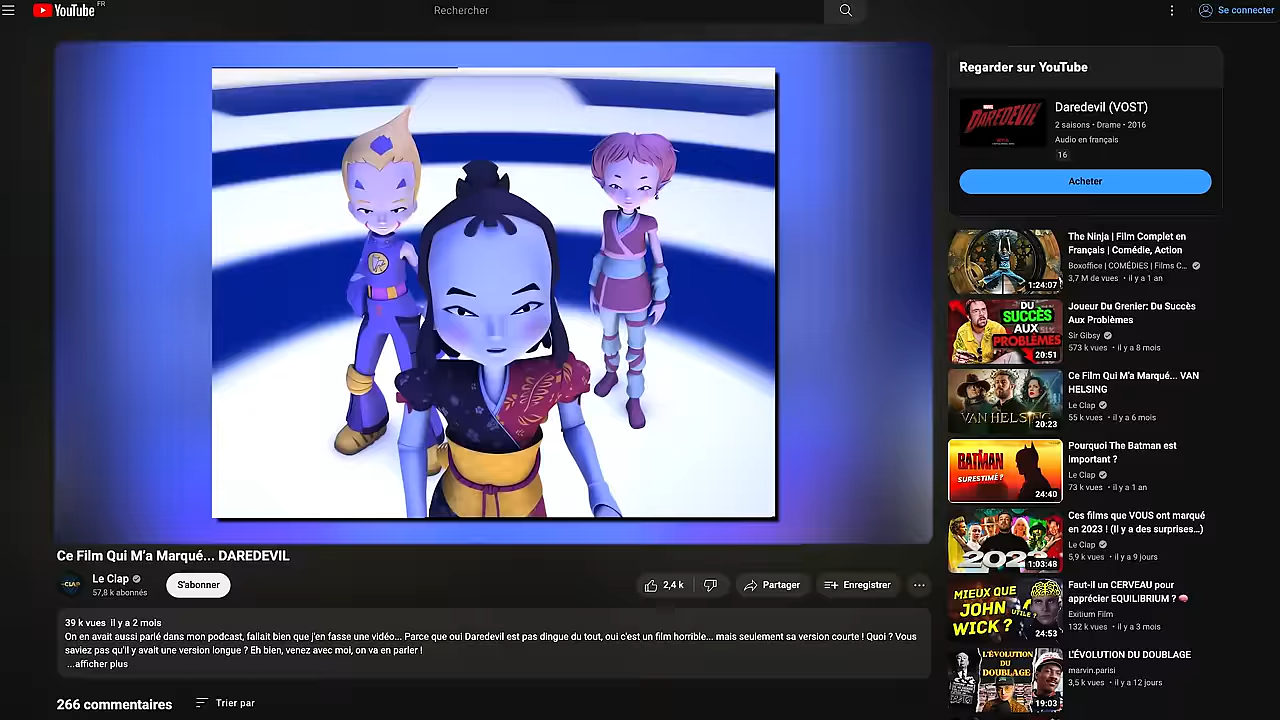 YouTube FR
Rechercher
Se connecter
Regarder sur YouTube
MARVEL
DAREDEVIL
Daredevil (VOST)
2 saisons • Drame • 2016
Audio en français
16
Acheter
1:24:07
The Ninja | Film Complet en
Français | Comédie, Action
Boxoffice | COMÉDIES | Films C...
3,7 M de vues • il y a 1 an
DU
SUCCÈS
AUX
PROBLÈMES
20:51
Joueur Du Grenier: Du Succès
Aux Problèmes
Sir Gibsy
573 k vues • il y a 8 mois
VAN HELSING
20:23
Ce Film Qui M'a Marqué... VAN
HELSING
Le Clap
55 k vues • il y a 6 mois
BATMAN
SURESTIMÉ ?
24:40
Pourquoi The Batman est
Important ?
Le Clap
73 k vues • il y a 1 an
2023
1:03:48
Ces films que VOUS ont marqué
en 2023 ! (Il y a des surprises...)
Le Clap
5,9 k vues • il y a 9 jours
MIEUX QUE
JOHN
WICK ?
UTILE ?
24:53
Faut-il un CERVEAU pour
apprécier EQUILIBRIUM ? 🧠
Exitium Film
132 k vues • il y a 3 mois
L'ÉVOLUTION
DU
DOUBLAGE
19:03
L'ÉVOLUTION DU DOUBLAGE
marvin.parisi
3,5 k vues • il y a 12 jours
Ce Film Qui M'a Marqué... DAREDEVIL
CLAP
Le Clap
57,8 k abonnés
S'abonner
2,4 k
Partager
Enregistrer
39 k vues il y a 2 mois
On en avait aussi parlé dans mon podcast, fallait bien que j'en fasse une vidéo... Parce que oui Daredevil est pas dingue du tout, oui c'est un film horrible... mais seulement sa version courte ! Quoi ? Vous
saviez pas qu'il y avait une version longue ? Eh bien, venez avec moi, on va en parler !
...afficher plus
266 commentaires
Trier par